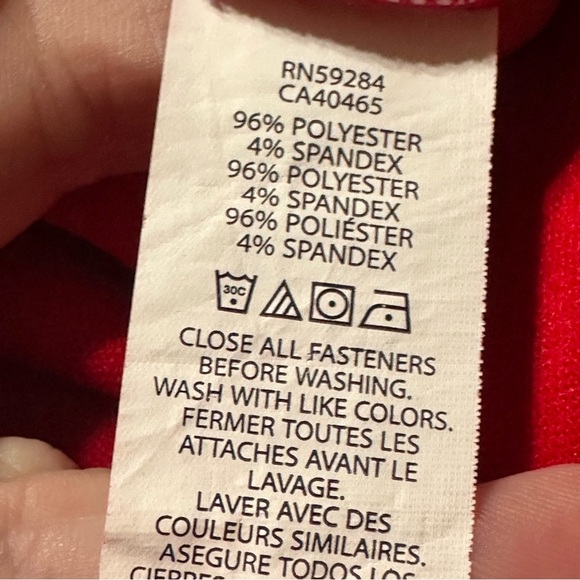 RN59284
CA40465
96% POLYESTER
4% SPANDEX
96% POLYESTER
4% SPANDEX
96% POLIÉSTER
4% SPANDEX
30C
CLOSE ALL FASTENERS
BEFORE WASHING.
WASH WITH LIKE COLORS.
FERMER TOUTES LES
ATTACHES AVANT LE
LAVAGE.
LAVER AVEC DES
COULEURS SIMILAIRES.
ASEGURE TODOS LOS